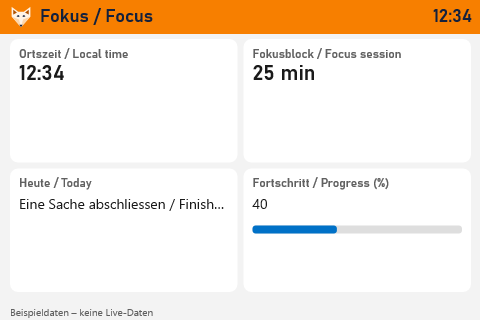 Fokus / Focus
12:34
Ortszeit / Local time
12:34
Fokusblock / Focus session
25 min
Heute / Today
Eine Sache abschliessen / Finish...
Fortschritt / Progress (%)
40
Beispieldaten – keine Live-Daten